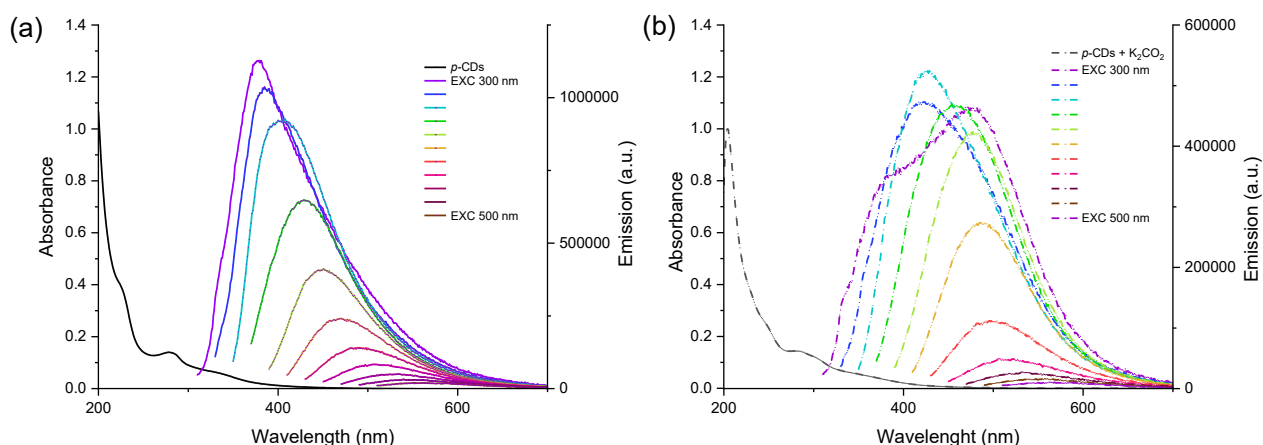 (a)
1.4
1.2
1.0
0.8
0.6
0.4
0.2
0.0
Absorbance
200
400
600
Wavelength (nm)
1000000
500000
0
Emission (a.u.)
p-CDs
EXC 300 nm
EXC 500 nm
(b)
1.4
1.2
1.0
0.8
0.6
0.4
0.2
0.0
Absorbance
200
400
600
Wavelenght (nm)
600000
400000
200000
0
Emission (a.u.)
p-CDs + K₂CO₂
EXC 300 nm
EXC 500 nm